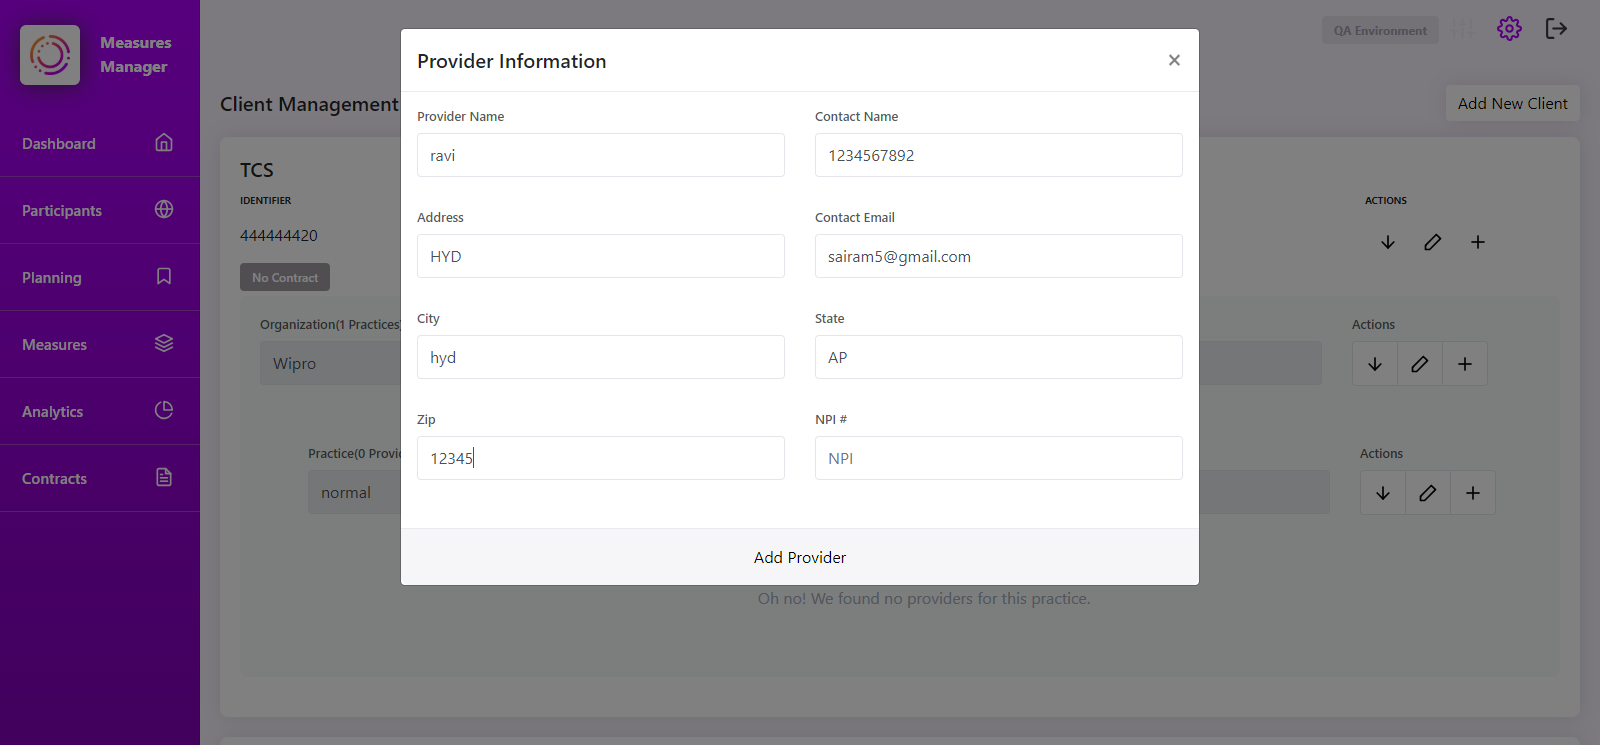 Measures
Manager
QA Environment
Dashboard
Participants
Planning
Measures
Analytics
Contracts
Client Management
Add New Client
TCS
IDENTIFIER
ACTIONS
444444420
No Contract
Organization(1 Practices)
Actions
Wipro
Practice(0
Actions
normal
Oh no! We found no providers for this practice.
Provider Information
×
Provider Name
Contact Name
ravi
1234567892
Address
Contact Email
HYD
sairam5@gmail.com
City
State
hyd
AP
Zip
NPI #
12345
NPI
Add Provider